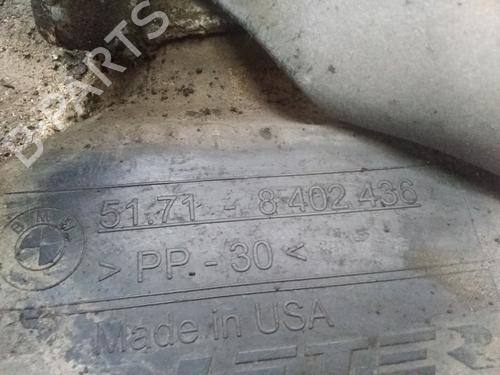 B-PARTS
BMW
51.71 - 8 402 436
> PP - 30 <
Made in USA